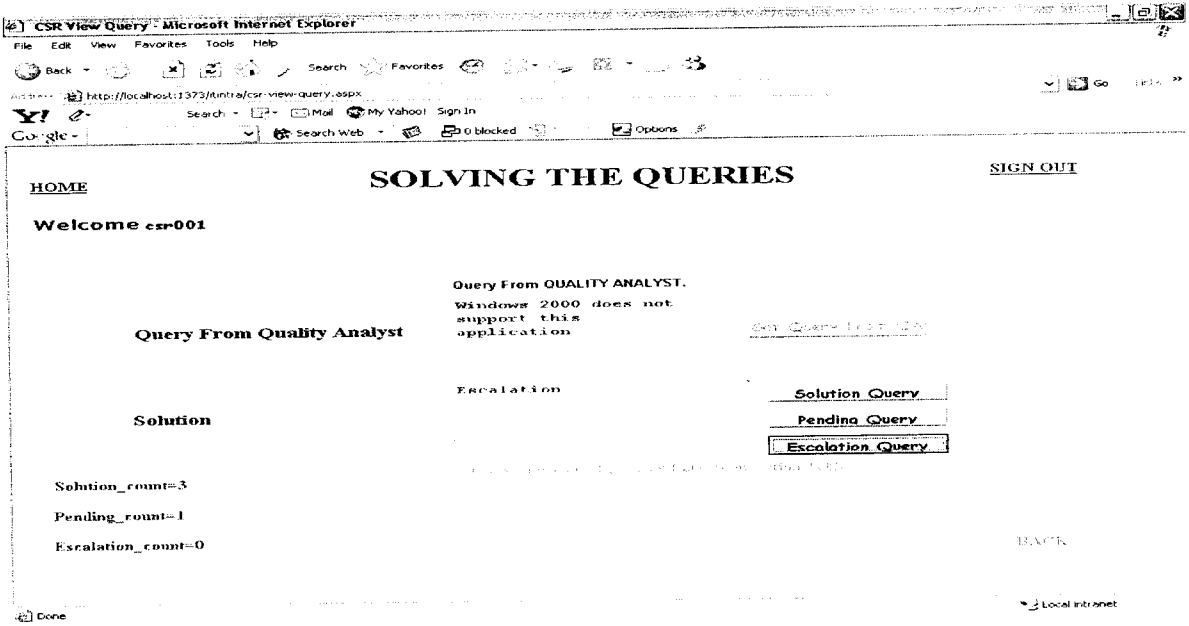 CSR View Query - Microsoft Internet Explorer
File Edit View Favorites Tools Help
Back Search Favorites
http://localhost:1373/itintra/csr-view-query.aspx Go
Y! Search Mail My Yahoo! Sign In
Google Search Web 0 blocked Options
HOME SOLVING THE QUERIES SIGN OUT
Welcome csr001
Query From QUALITY ANALYST.
Windows 2000 does not
support this
Query From Quality Analyst application
Escalation Solution Query
Solution Pending Query
Escalation Query
Solution_count=3
Pending_count=1
Escalation_count=0 BACK
Done Local intranet